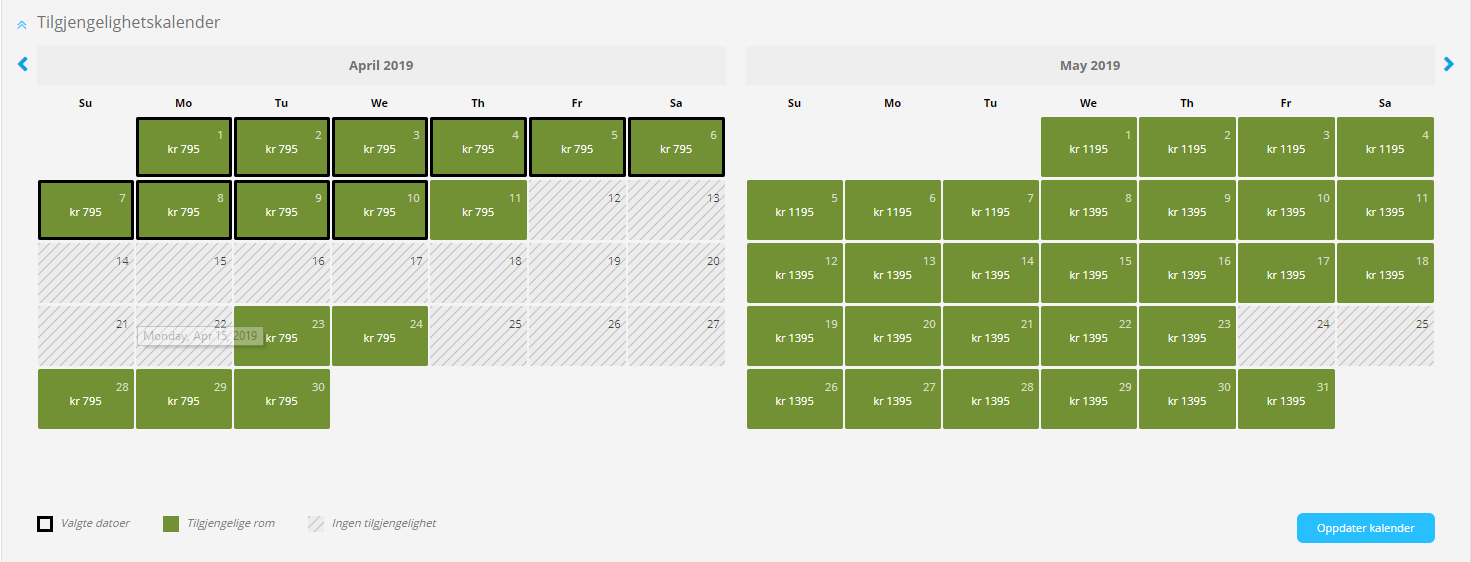 Tilgjengelighetskalender
April 2019
Su Mo Tu We Th Fr Sa
1 2 3 4 5 6
kr 795 kr 795 kr 795 kr 795 kr 795 kr 795
7 8 9 10 11 12 13
kr 795 kr 795 kr 795 kr 795 kr 795
14 15 16 17 18 19 20
21 22 23 24 25 26 27
Monday, Apr 15, 2019 kr 795 kr 795
28 29 30
kr 795 kr 795 kr 795
May 2019
Su Mo Tu We Th Fr Sa
1 2 3 4
kr 1195 kr 1195 kr 1195 kr 1195
5 6 7 8 9 10 11
kr 1195 kr 1195 kr 1195 kr 1395 kr 1395 kr 1395 kr 1395
12 13 14 15 16 17 18
kr 1395 kr 1395 kr 1395 kr 1395 kr 1395 kr 1395 kr 1395
19 20 21 22 23 24 25
kr 1395 kr 1395 kr 1395 kr 1395 kr 1395
26 27 28 29 30 31
kr 1395 kr 1395 kr 1395 kr 1395 kr 1395 kr 1395
Valgte datoer Tilgjengelige rom Ingen tilgjengelighet
Oppdater kalender